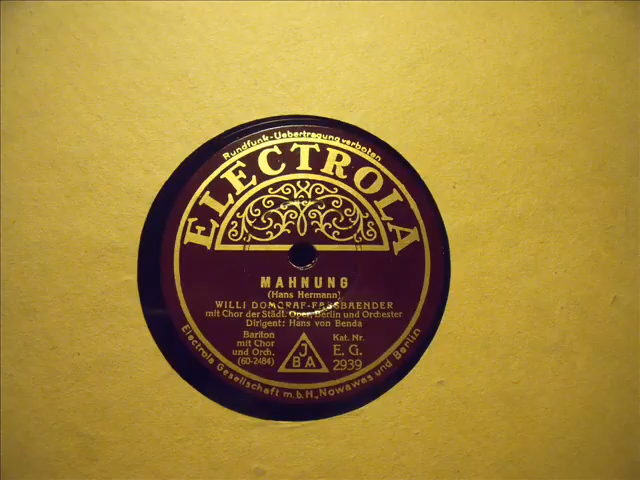 Rundfunk-Uebertragung verboten
ELECTROLA
MAHNUNG
(Hans Hermann)
WILLI DOMGRAF-FASSBAENDER
mit Chor der Städt. Oper, Berlin und Orchester
Dirigent: Hans von Benda
Bariton
mit Chor
und Orch.
(60-2484)
J
B A
Kat. Nr.
E. G.
2939
Electrola Gesellschaft m.b.H., Nowawes und Berlin